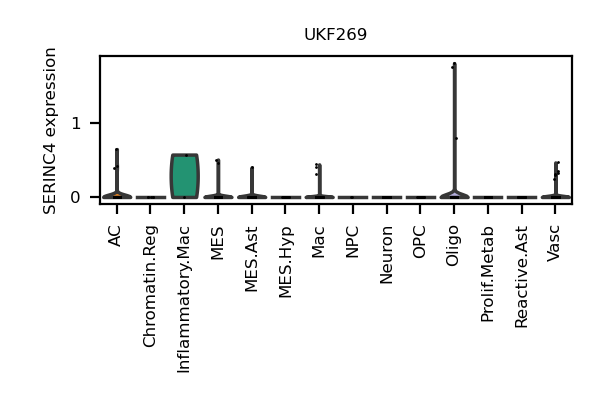 UKF269
SERINC4 expression
1
0
AC
Chromatin.Reg
Inflammatory.Mac
MES
MES.Ast
MES.Hyp
Mac
NPC
Neuron
OPC
Oligo
Prolif.Metab
Reactive.Ast
Vasc